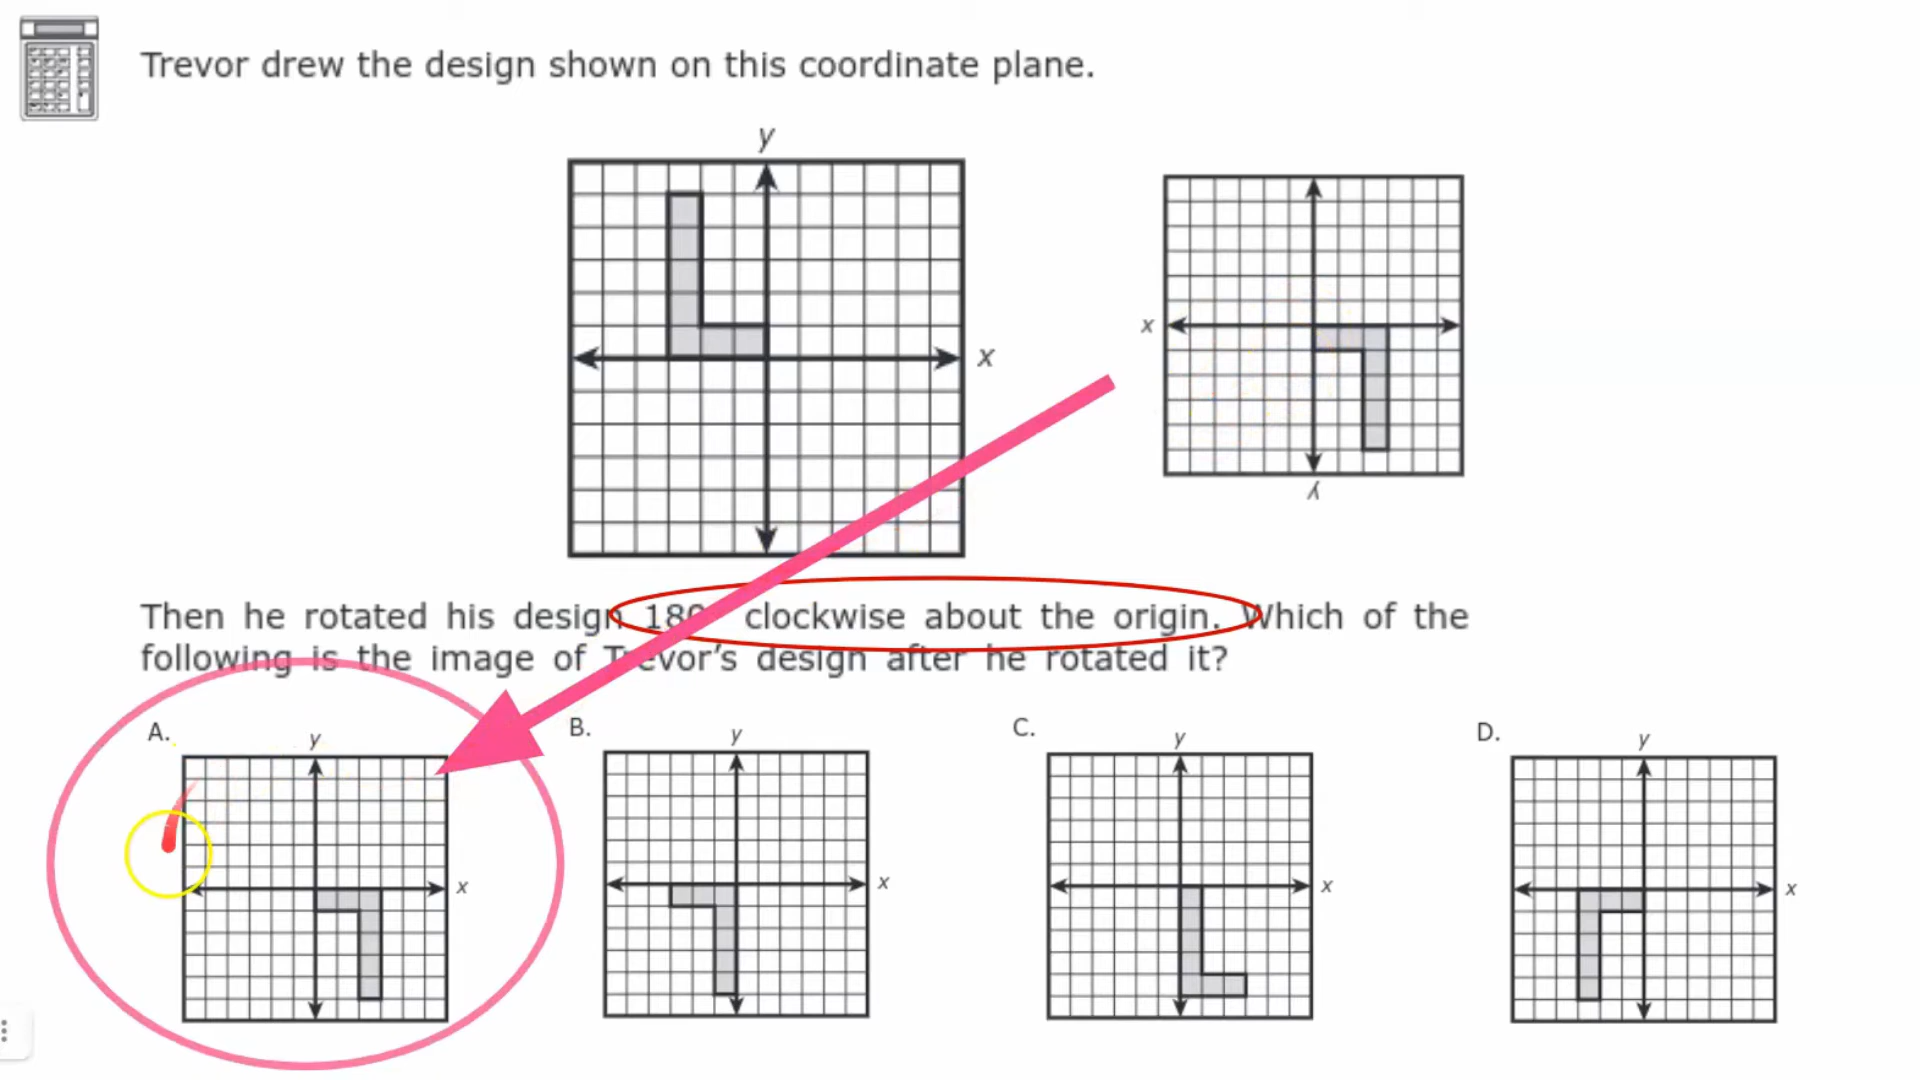 Trevor drew the design shown on this coordinate plane.
y
x
x
y
Then he rotated his design 180 clockwise about the origin. Which of the
following is the image of Trevor's design after he rotated it?
A.
y
x
B.
y
x
C.
y
x
D.
y
x